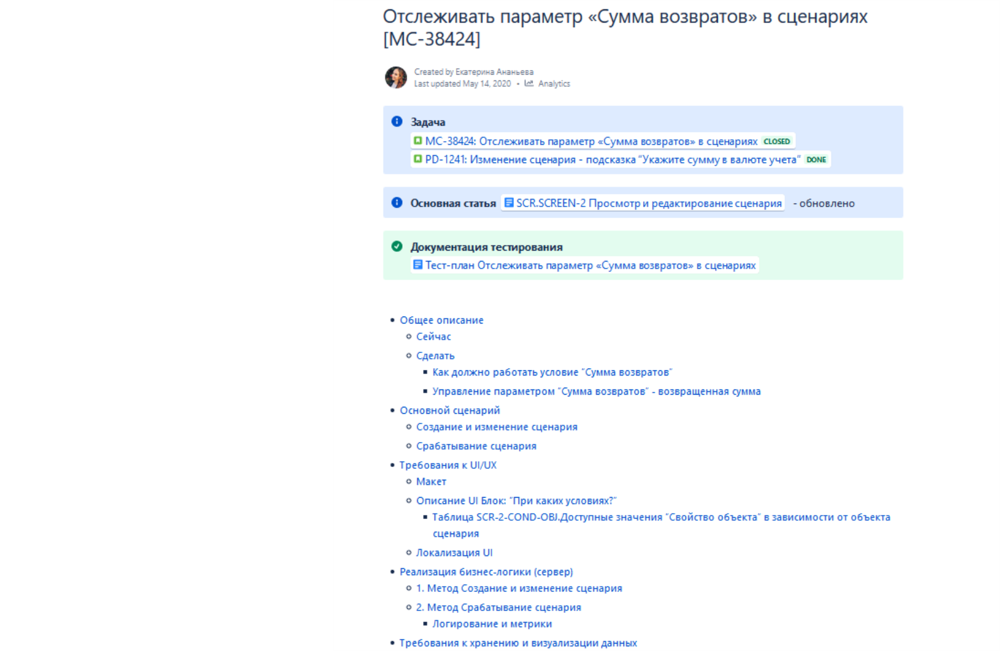 Отслеживать параметр «Сумма возвратов» в сценариях
[MC-38424]
Created by Екатерина Ананьева
Last updated May 14, 2020 • Analytics
Задача
MC-38424: Отслеживать параметр «Сумма возвратов» в сценариях CLOSED
PD-1241: Изменение сценария - подсказка "Укажите сумму в валюте учета" DONE
Основная статья SCR.SCREEN-2 Просмотр и редактирование сценария - обновлено
Документация тестирования
Тест-план Отслеживать параметр «Сумма возвратов» в сценариях
• Общее описание
Сейчас
Сделать
Как должно работать условие "Сумма возвратов"
Управление параметром "Сумма возвратов" - возвращенная сумма
• Основной сценарий
Создание и изменение сценария
Срабатывание сценария
• Требования к UI/UX
Макет
Описание UI Блок: "При каких условиях?"
Таблица SCR-2-COND-OBJ.Доступные значения "Свойство объекта" в зависимости от объекта
сценария
Локализация UI
• Реализация бизнес-логики (сервер)
1. Метод Создание и изменение сценария
2. Метод Срабатывание сценария
Логирование и метрики
• Требования к хранению и визуализации данных